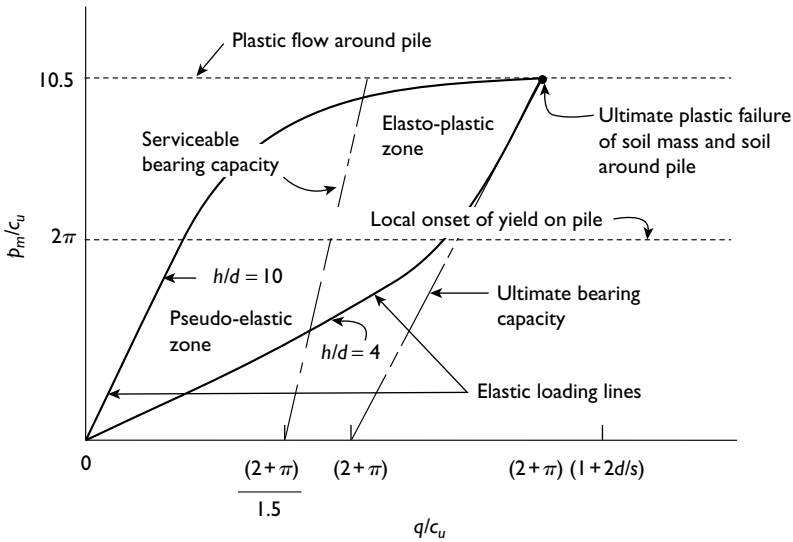 Plastic flow around pile
10.5
Serviceable
bearing capacity
Elasto-plastic
zone
Ultimate plastic failure
of soil mass and soil
around pile
Local onset of yield on pile
2π
p_m/c_u
h/d = 10
Pseudo-elastic
zone
h/d = 4
Ultimate bearing
capacity
Elastic loading lines
0
(2 + π)
1.5
(2 + π)
(2 + π) (1 + 2d/s)
q/c_u